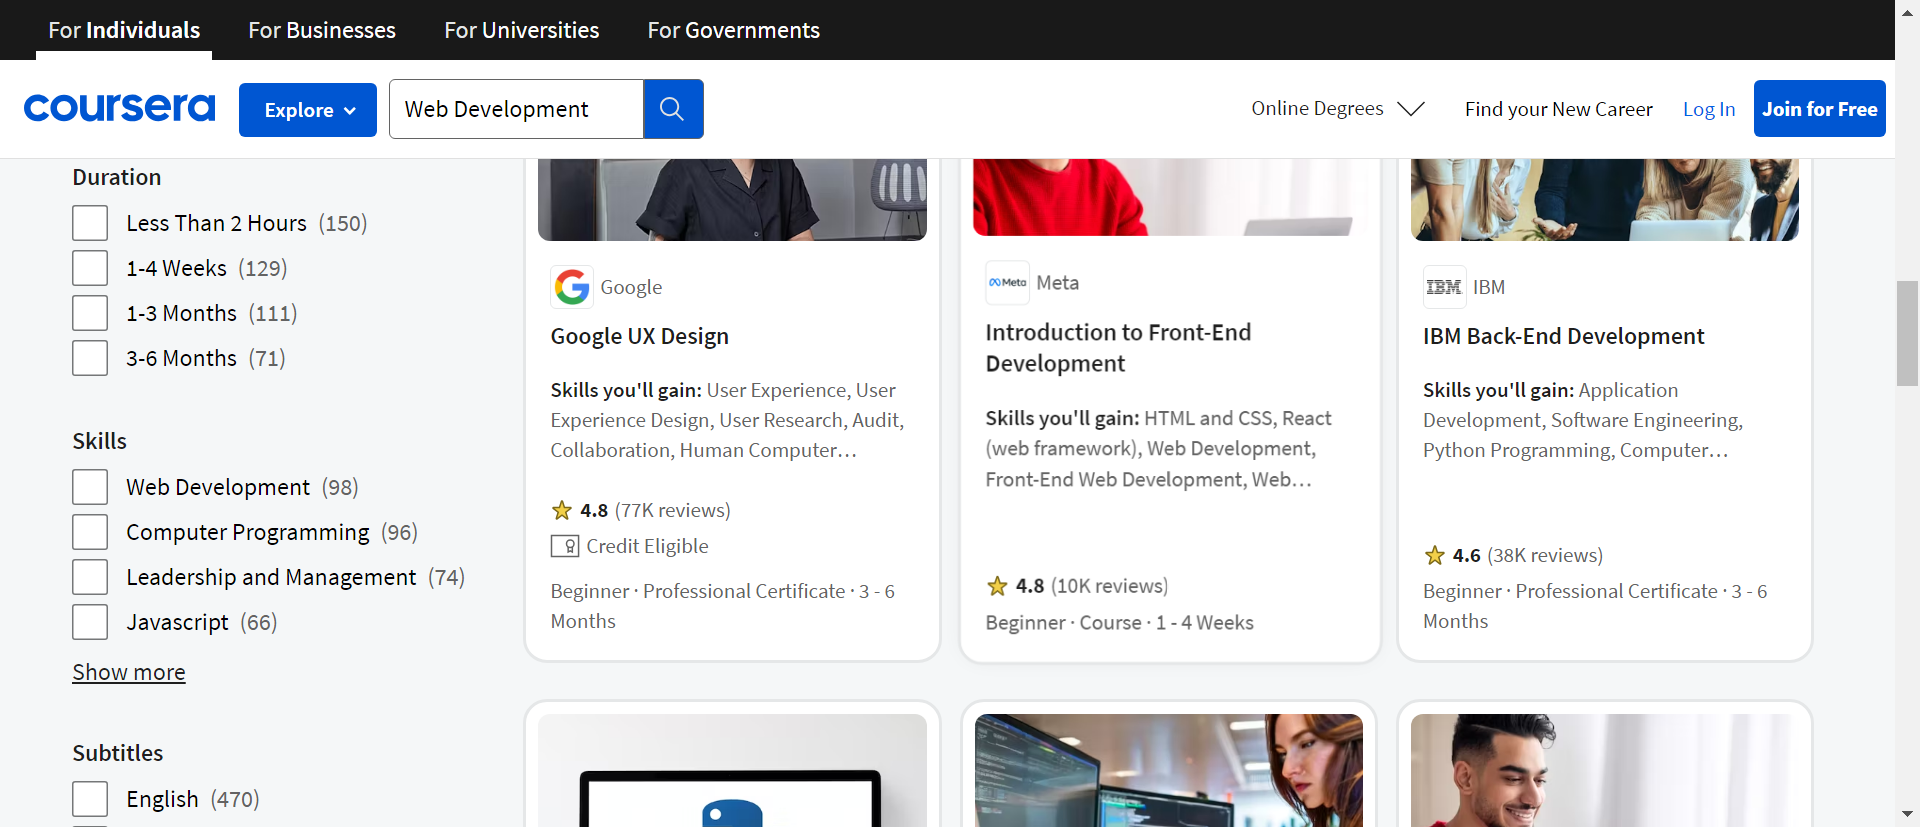 For Individuals For Businesses For Universities For Governments
coursera Explore Web Development Online Degrees Find your New Career Log In Join for Free
Duration
Less Than 2 Hours (150)
1-4 Weeks (129)
1-3 Months (111)
3-6 Months (71)
Skills
Web Development (98)
Computer Programming (96)
Leadership and Management (74)
Javascript (66)
Show more
Subtitles
English (470)
Google
Google UX Design
Skills you'll gain: User Experience, User
Experience Design, User Research, Audit,
Collaboration, Human Computer…
4.8 (77K reviews)
Credit Eligible
Beginner · Professional Certificate · 3 - 6
Months
Meta Meta
Introduction to Front-End
Development
Skills you'll gain: HTML and CSS, React
(web framework), Web Development,
Front-End Web Development, Web…
4.8 (10K reviews)
Beginner · Course · 1 - 4 Weeks
IBM IBM
IBM Back-End Development
Skills you'll gain: Application
Development, Software Engineering,
Python Programming, Computer…
4.6 (38K reviews)
Beginner · Professional Certificate · 3 - 6
Months